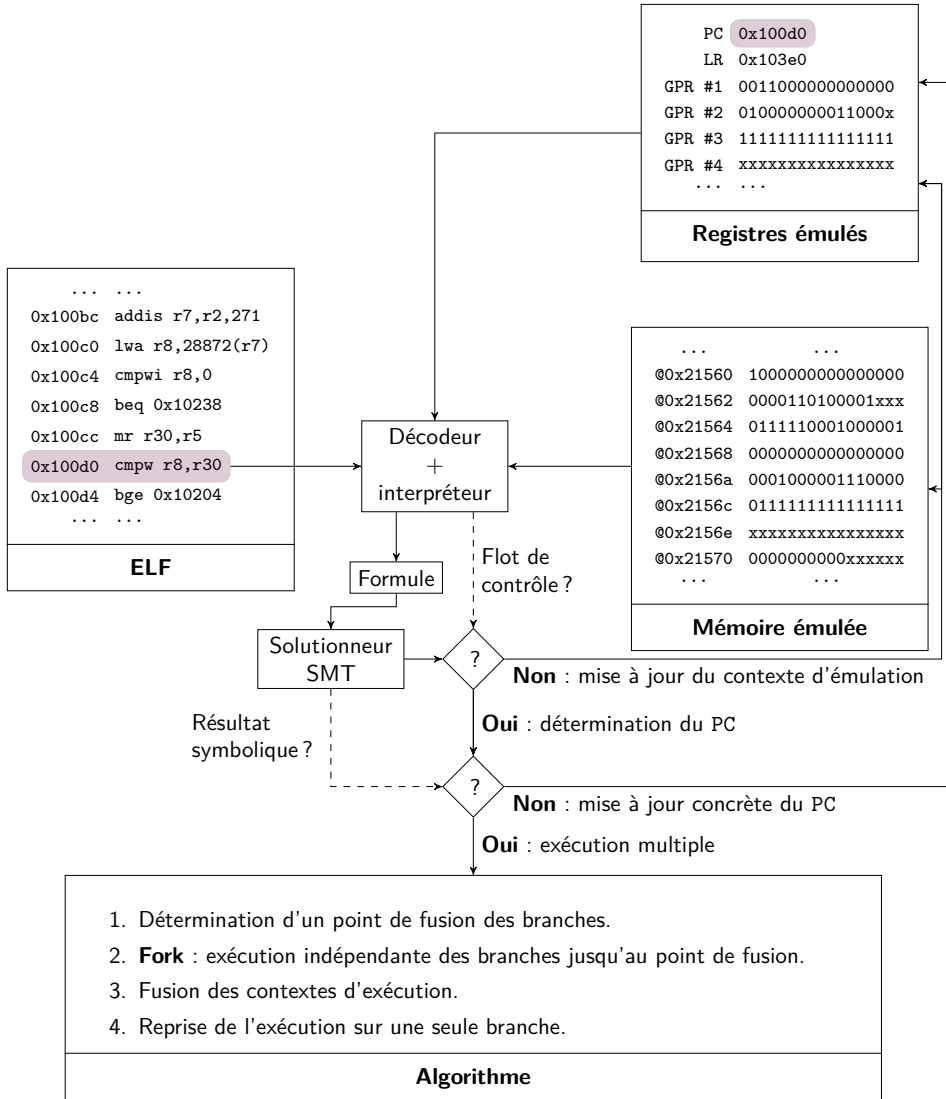 PC 0x100d0
LR 0x103e0
GPR #1 0011000000000000
GPR #2 010000000011000x
GPR #3 1111111111111111
GPR #4 xxxxxxxxxxxxxxxx
... ...
Registres émulés
... ...
0x100bc addis r7,r2,271
0x100c0 lwa r8,28872(r7)
0x100c4 cmpwi r8,0
0x100c8 beq 0x10238
0x100cc mr r30,r5
0x100d0 cmpw r8,r30
0x100d4 bge 0x10204
... ...
ELF
... ...
@0x21560 1000000000000000
@0x21562 0000110100001xxx
@0x21564 0111110001000001
@0x21568 0000000000000000
@0x2156a 0001000001110000
@0x2156c 0111111111111111
@0x2156e xxxxxxxxxxxxxxxx
@0x21570 0000000000xxxxxx
... ...
Mémoire émulée
Décodeur
+
interpréteur
Flot de
contrôle ?
Formule
Solutionneur
SMT
?
Non : mise à jour du contexte d'émulation
Oui : détermination du PC
Résultat
symbolique ?
?
Non : mise à jour concrète du PC
Oui : exécution multiple
1. Détermination d'un point de fusion des branches.
2. Fork : exécution indépendante des branches jusqu'au point de fusion.
3. Fusion des contextes d'exécution.
4. Reprise de l'exécution sur une seule branche.
Algorithme